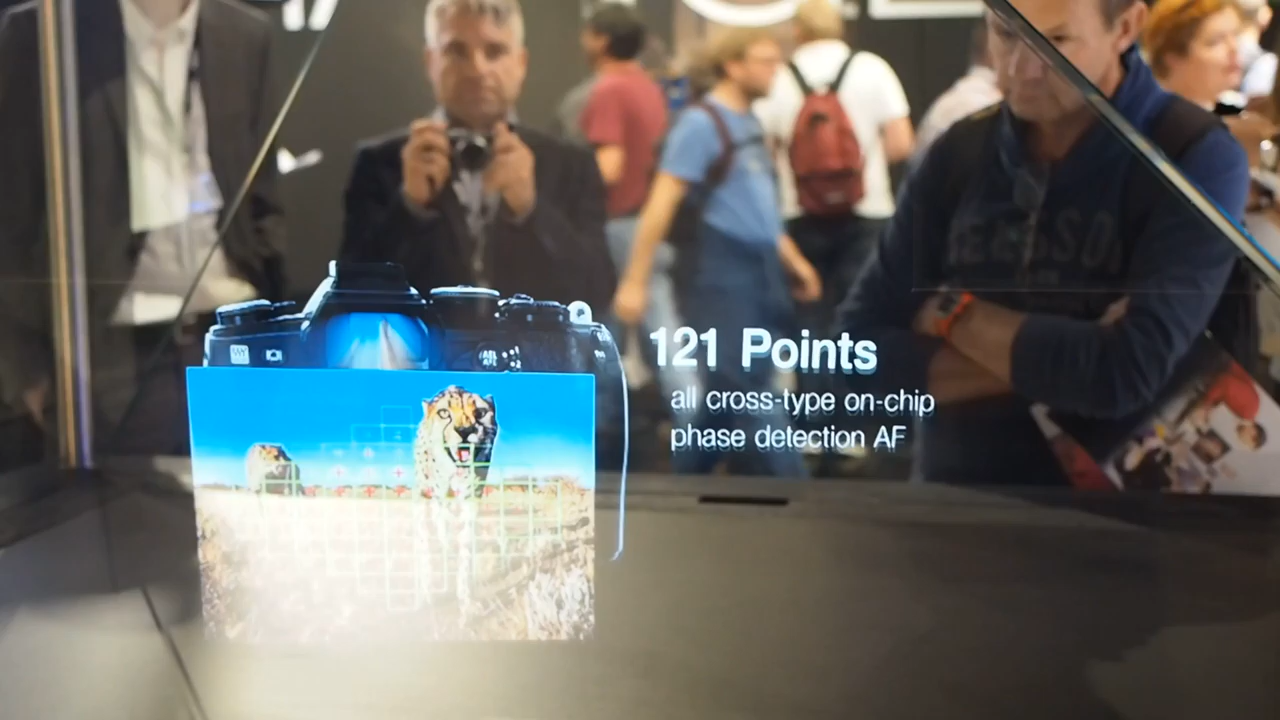 121 Points
all cross-type on-chip
phase detection AF